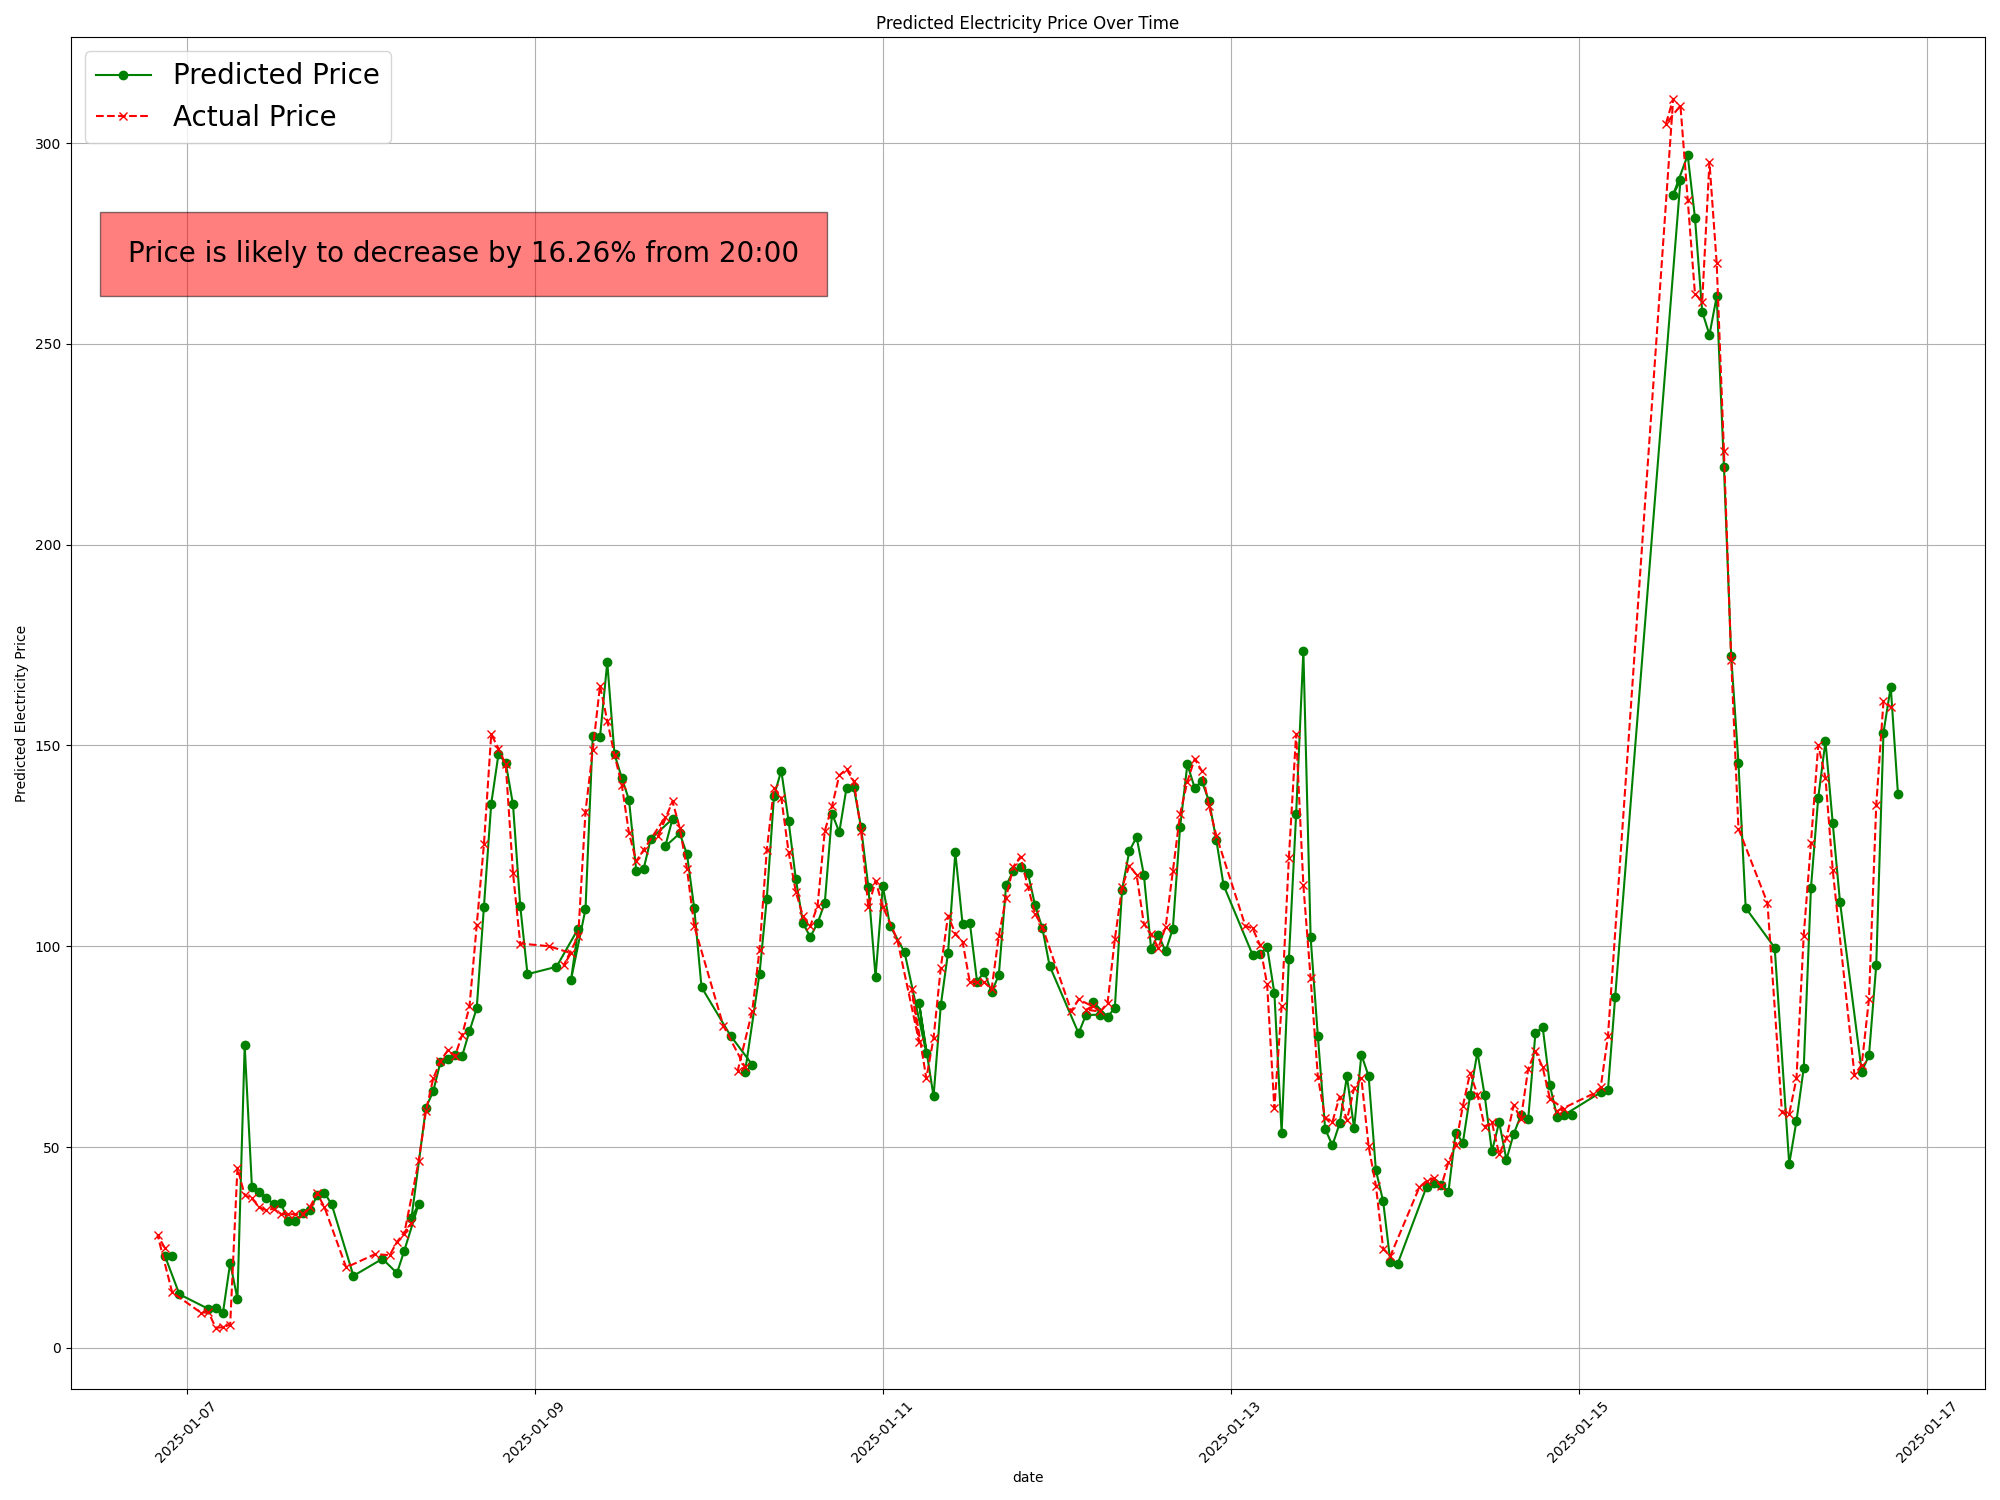 Predicted Electricity Price Over Time
Predicted Price
Actual Price
Price is likely to decrease by 16.26% from 20:00
Predicted Electricity Price
300
250
200
150
100
50
0
2025-01-07
2025-01-09
2025-01-11
2025-01-13
2025-01-15
2025-01-17
date